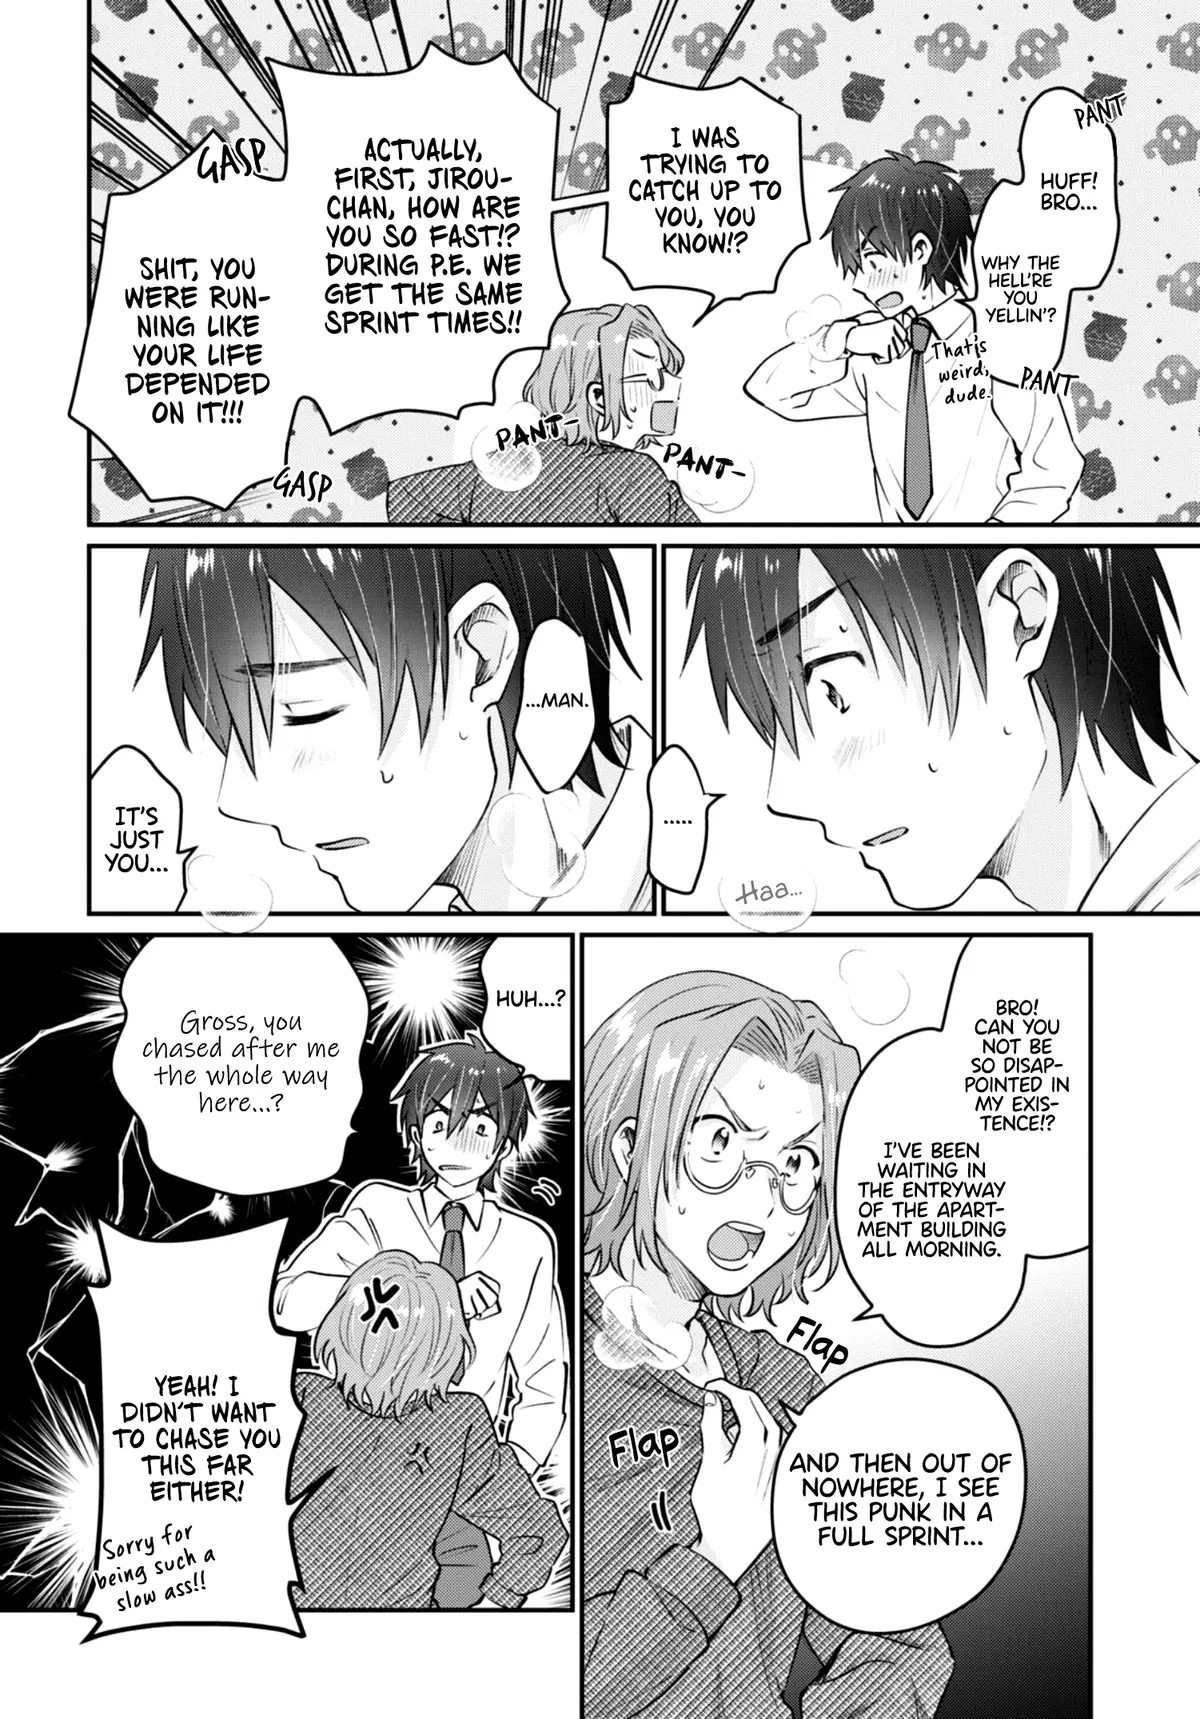 PANT
HUFF!
BRO...
WHY THE
HELL'RE
YOU
YELLIN'?
PANT
That's
weird,
dude.
I WAS
TRYING TO
CATCH UP TO
YOU, YOU
KNOW!?
PANT-
PANT-
ACTUALLY,
FIRST, JIROU-
CHAN, HOW ARE
YOU SO FAST!?
DURING P.E. WE
GET THE SAME
SPRINT TIMES!!
GASP
SHIT, YOU
WERE RUN-
NING LIKE
YOUR LIFE
DEPENDED
ON IT!!!
GASP
.....
Haa...
...MAN.
IT'S
JUST
YOU...
BRO!
CAN YOU
NOT BE
SO DISAP-
POINTED IN
MY EXIS-
TENCE!?
I'VE BEEN
WAITING IN
THE ENTRYWAY
OF THE APART-
MENT BUILDING
ALL MORNING.
Flap
Flap
AND THEN OUT OF
NOWHERE, I SEE
THIS PUNK IN A
FULL SPRINT...
HUH...?
Gross, you
chased after me
the whole way
here...?
YEAH! I
DIDN'T WANT
TO CHASE YOU
THIS FAR
EITHER!
Sorry for
being such a
slow ass!!